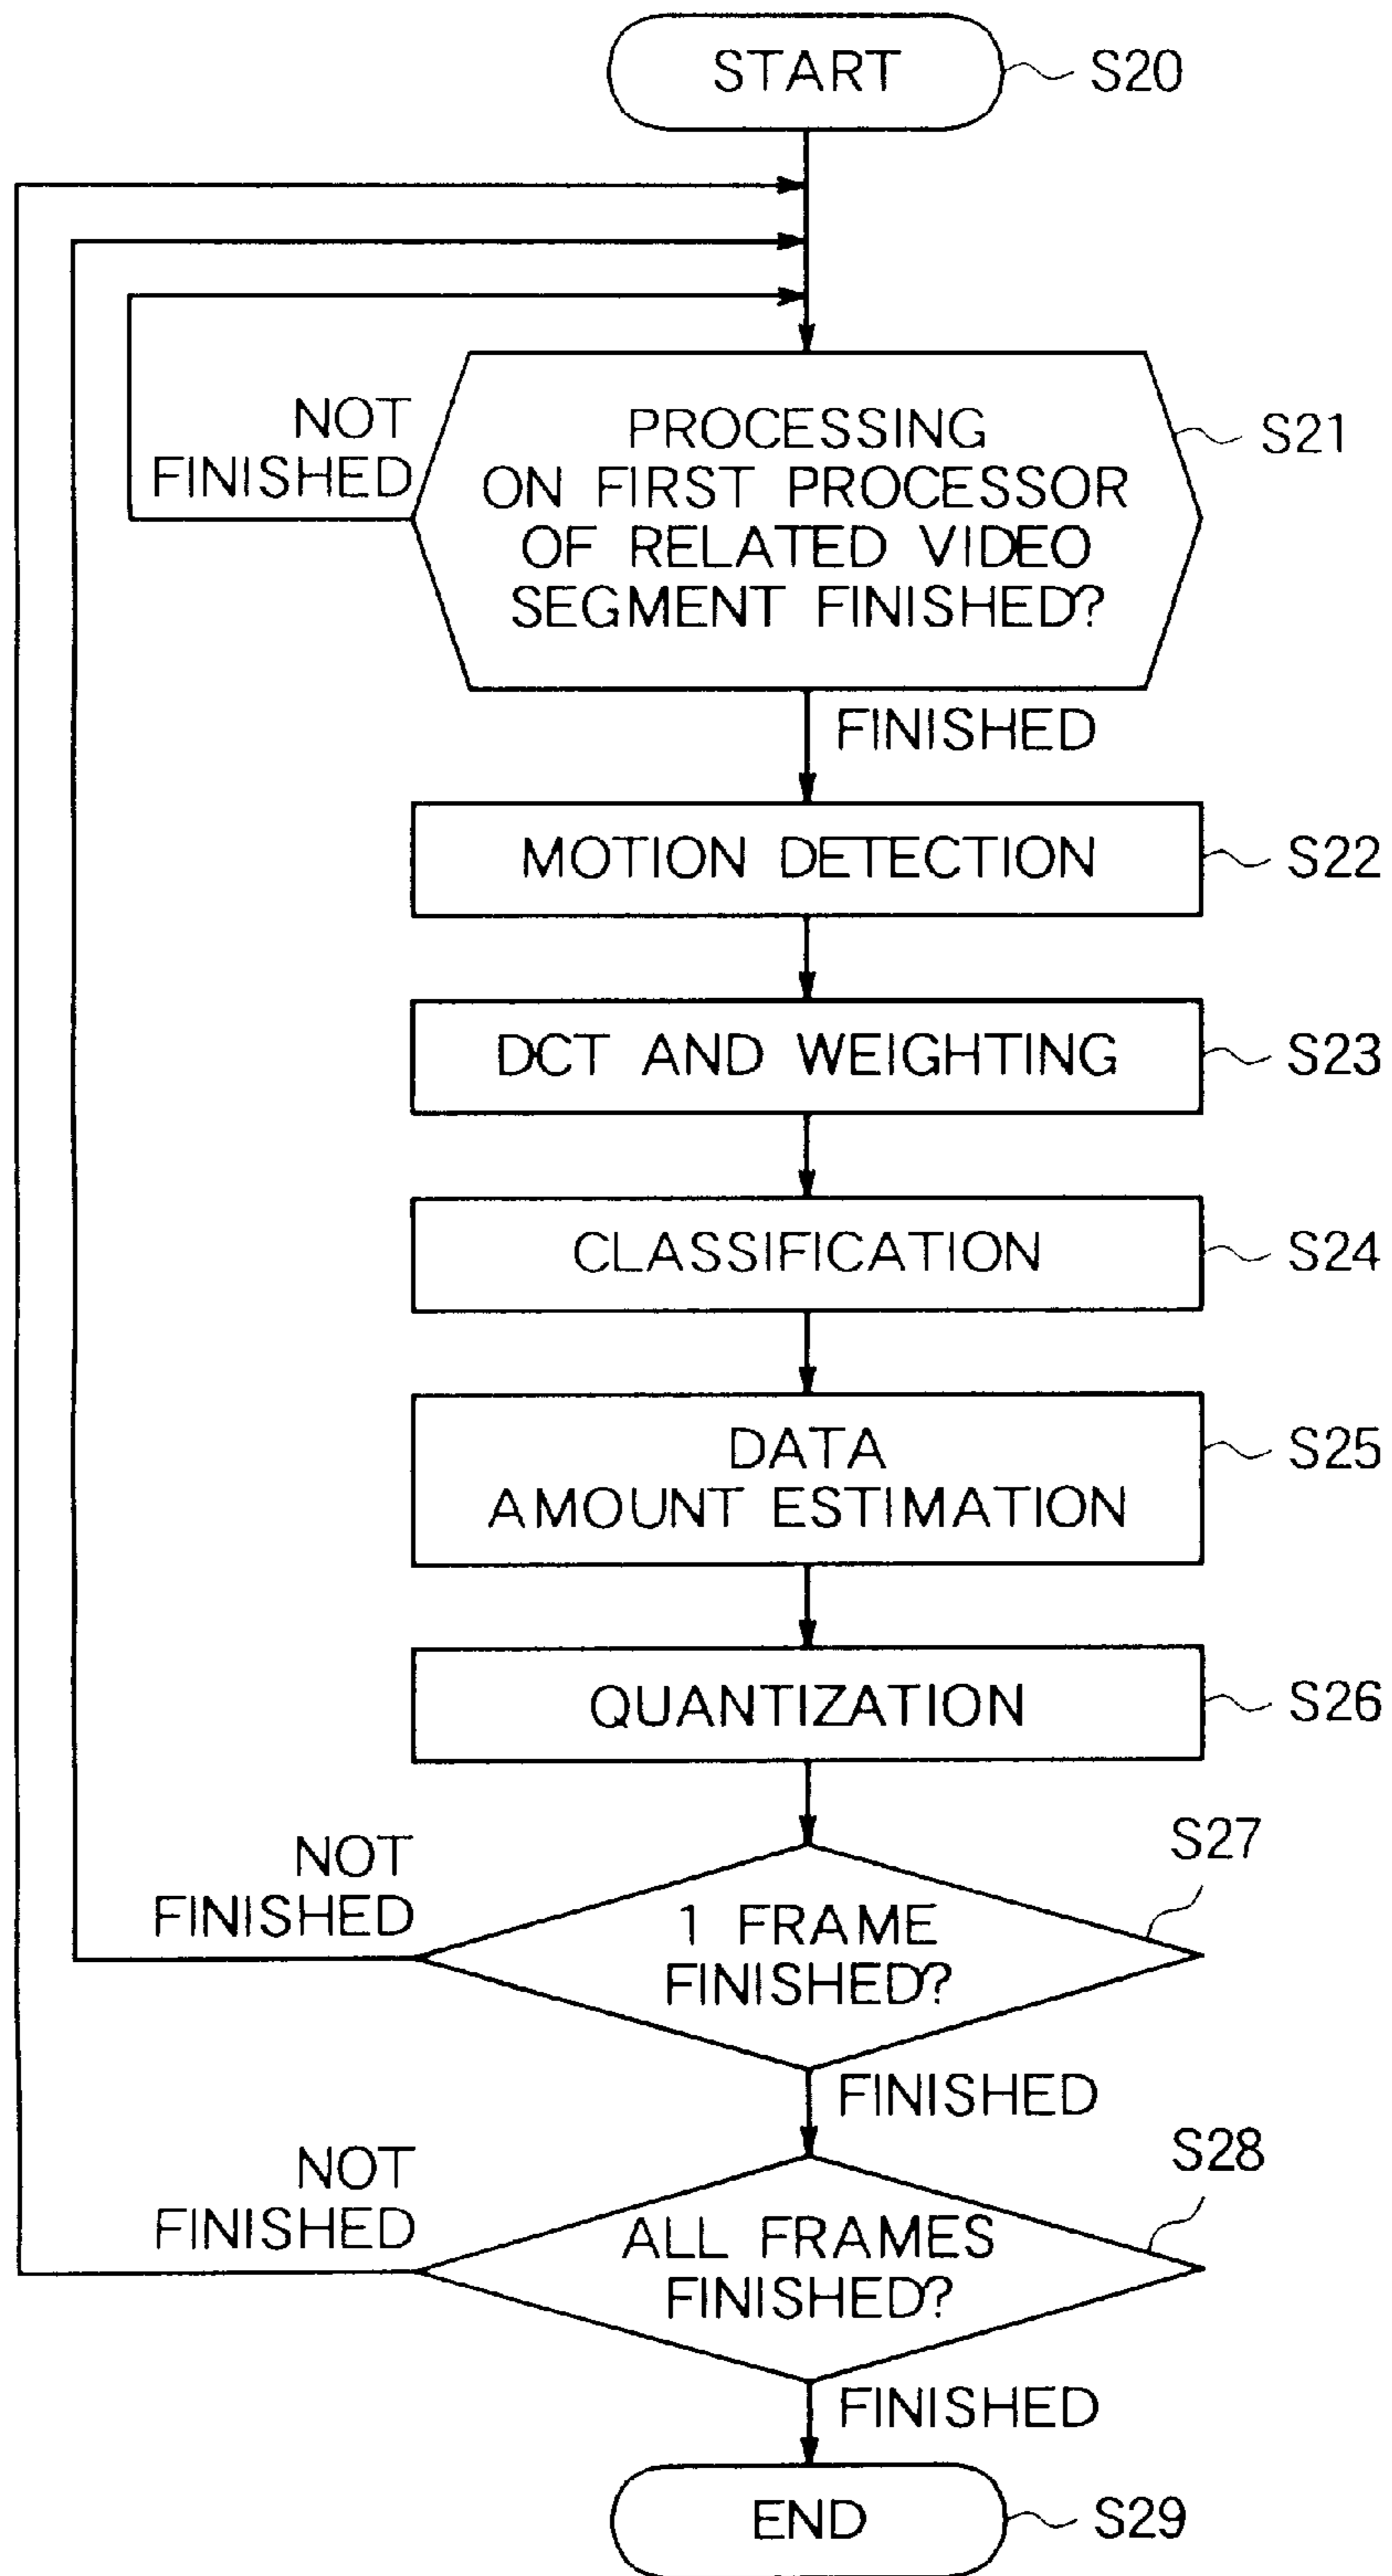 START
S20
NOT
FINISHED
PROCESSING
ON FIRST PROCESSOR
OF RELATED VIDEO
SEGMENT FINISHED?
S21
FINISHED
MOTION DETECTION
S22
DCT AND WEIGHTING
S23
CLASSIFICATION
S24
DATA
AMOUNT ESTIMATION
S25
QUANTIZATION
S26
NOT
FINISHED
1 FRAME
FINISHED?
S27
FINISHED
NOT
FINISHED
ALL FRAMES
FINISHED?
S28
FINISHED
END
S29